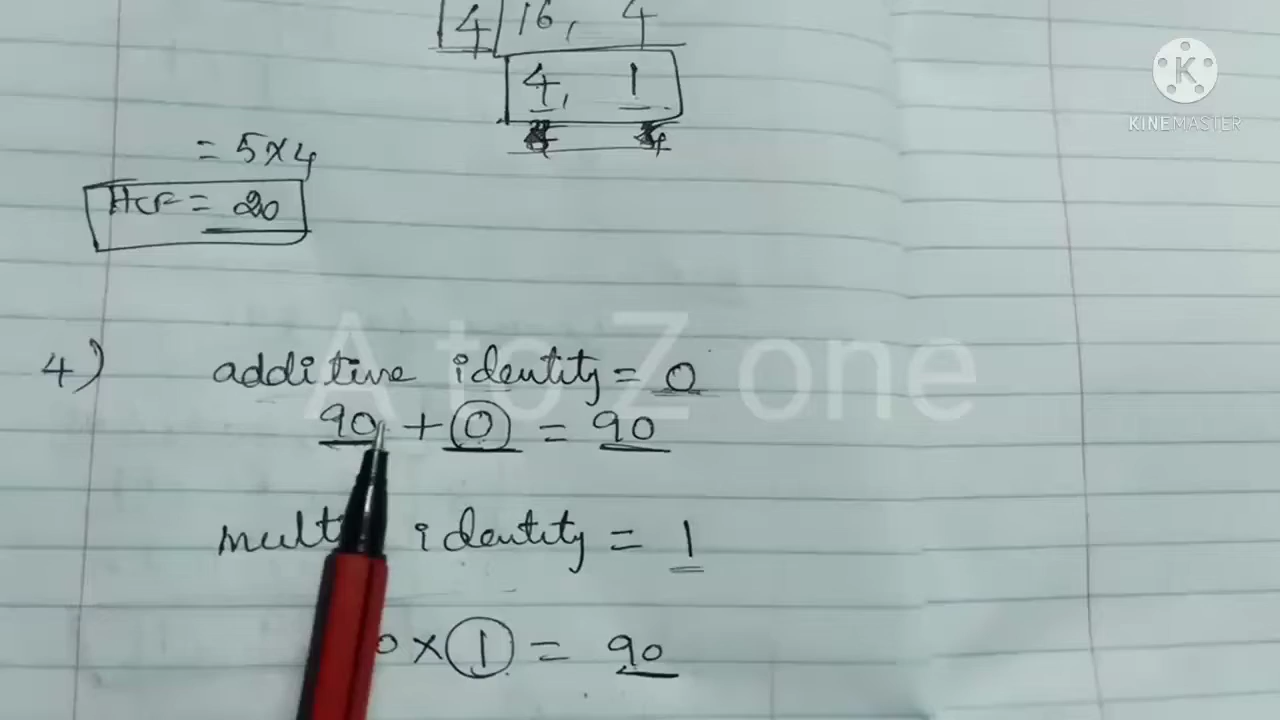 4 | 16, 4
4, 1
= 5×4
HCF = 20
4) additive identity = 0
90 + 0 = 90
identity = 1
× 1 = 90
A to Z one
K
KINEMASTER